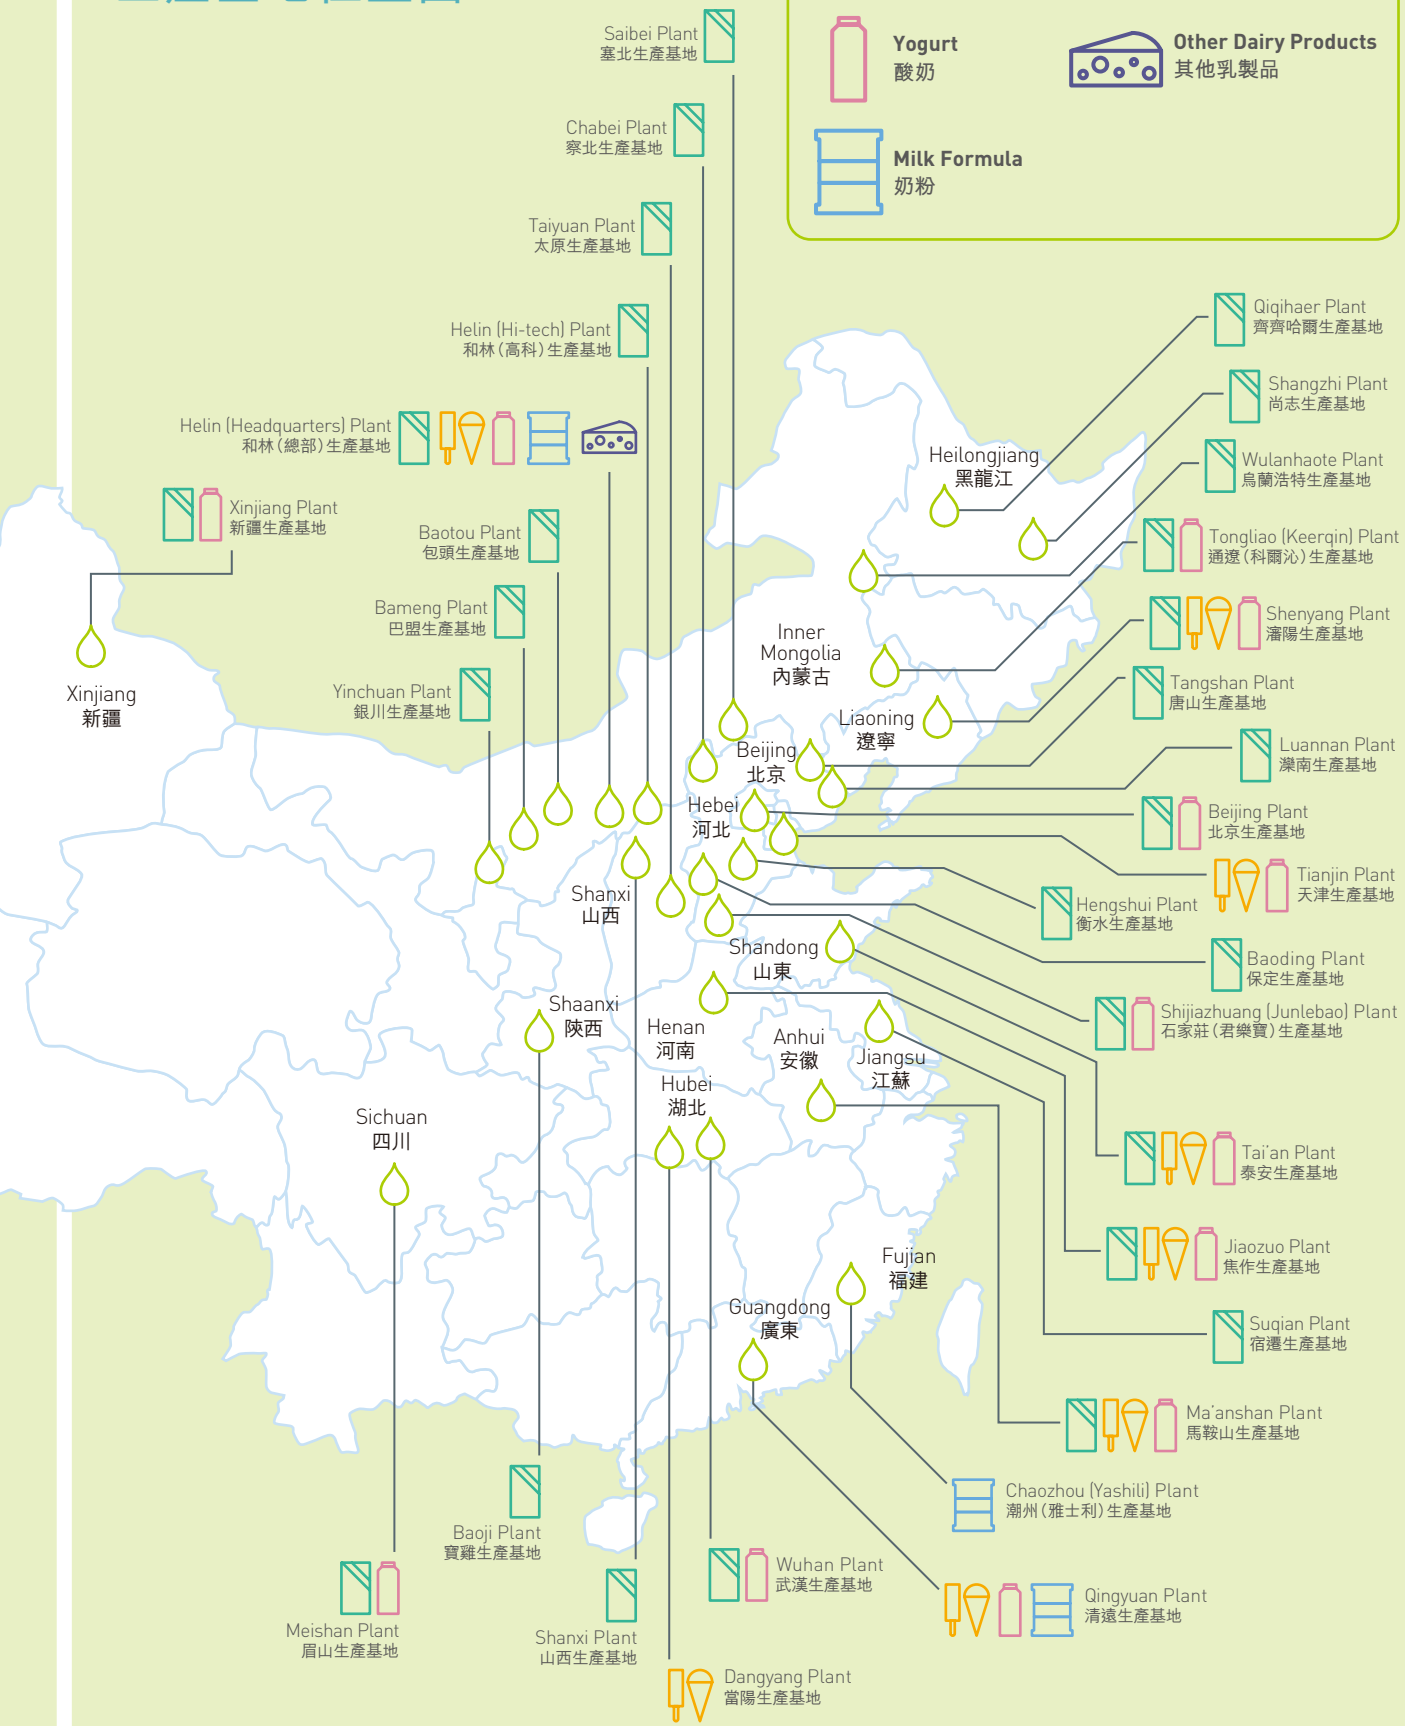 Yogurt
酸奶
Other Dairy Products
其他乳製品
Milk Formula
奶粉
Saibei Plant
塞北生產基地
Chabei Plant
察北生產基地
Taiyuan Plant
太原生產基地
Helin (Hi-tech) Plant
和林（高科）生產基地
Helin (Headquarters) Plant
和林（總部）生產基地
Xinjiang Plant
新疆生產基地
Baotou Plant
包頭生產基地
Bameng Plant
巴盟生產基地
Yinchuan Plant
銀川生產基地
Qiqihaer Plant
齊齊哈爾生產基地
Shangzhi Plant
尚志生產基地
Wulanhaote Plant
烏蘭浩特生產基地
Tongliao (Keerqin) Plant
通遼（科爾沁）生產基地
Shenyang Plant
瀋陽生產基地
Tangshan Plant
唐山生產基地
Luannan Plant
灤南生產基地
Beijing Plant
北京生產基地
Tianjin Plant
天津生產基地
Hengshui Plant
衡水生產基地
Baoding Plant
保定生產基地
Shijiazhuang (Junlebao) Plant
石家莊（君樂寶）生產基地
Tai'an Plant
泰安生產基地
Jiaozuo Plant
焦作生產基地
Suqian Plant
宿遷生產基地
Ma'anshan Plant
馬鞍山生產基地
Chaozhou (Yashili) Plant
潮州（雅士利）生產基地
Qingyuan Plant
清遠生產基地
Wuhan Plant
武漢生產基地
Dangyang Plant
當陽生產基地
Shanxi Plant
山西生產基地
Baoji Plant
寶雞生產基地
Meishan Plant
眉山生產基地
Heilongjiang
黑龍江
Inner
Mongolia
內蒙古
Liaoning
遼寧
Xinjiang
新疆
Beijing
北京
Hebei
河北
Shanxi
山西
Shandong
山東
Shaanxi
陝西
Henan
河南
Anhui
安徽
Jiangsu
江蘇
Hubei
湖北
Sichuan
四川
Fujian
福建
Guangdong
廣東